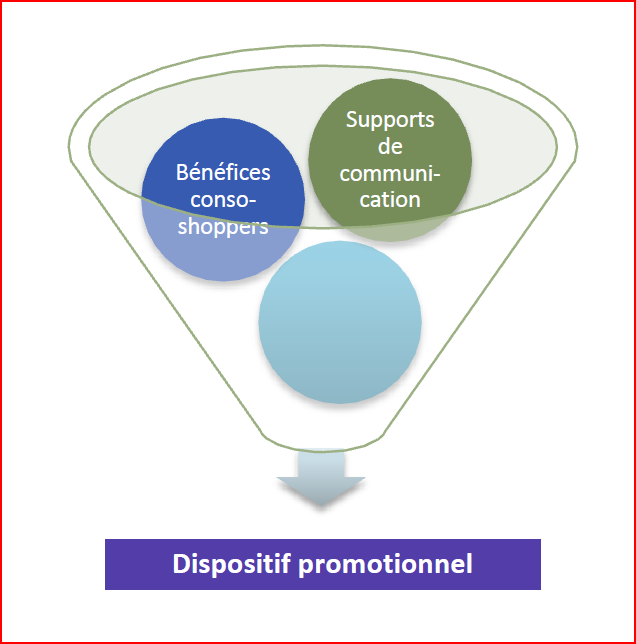 Bénéfices
conso-
shoppers
Supports
de
communi-
cation
Dispositif promotionnel